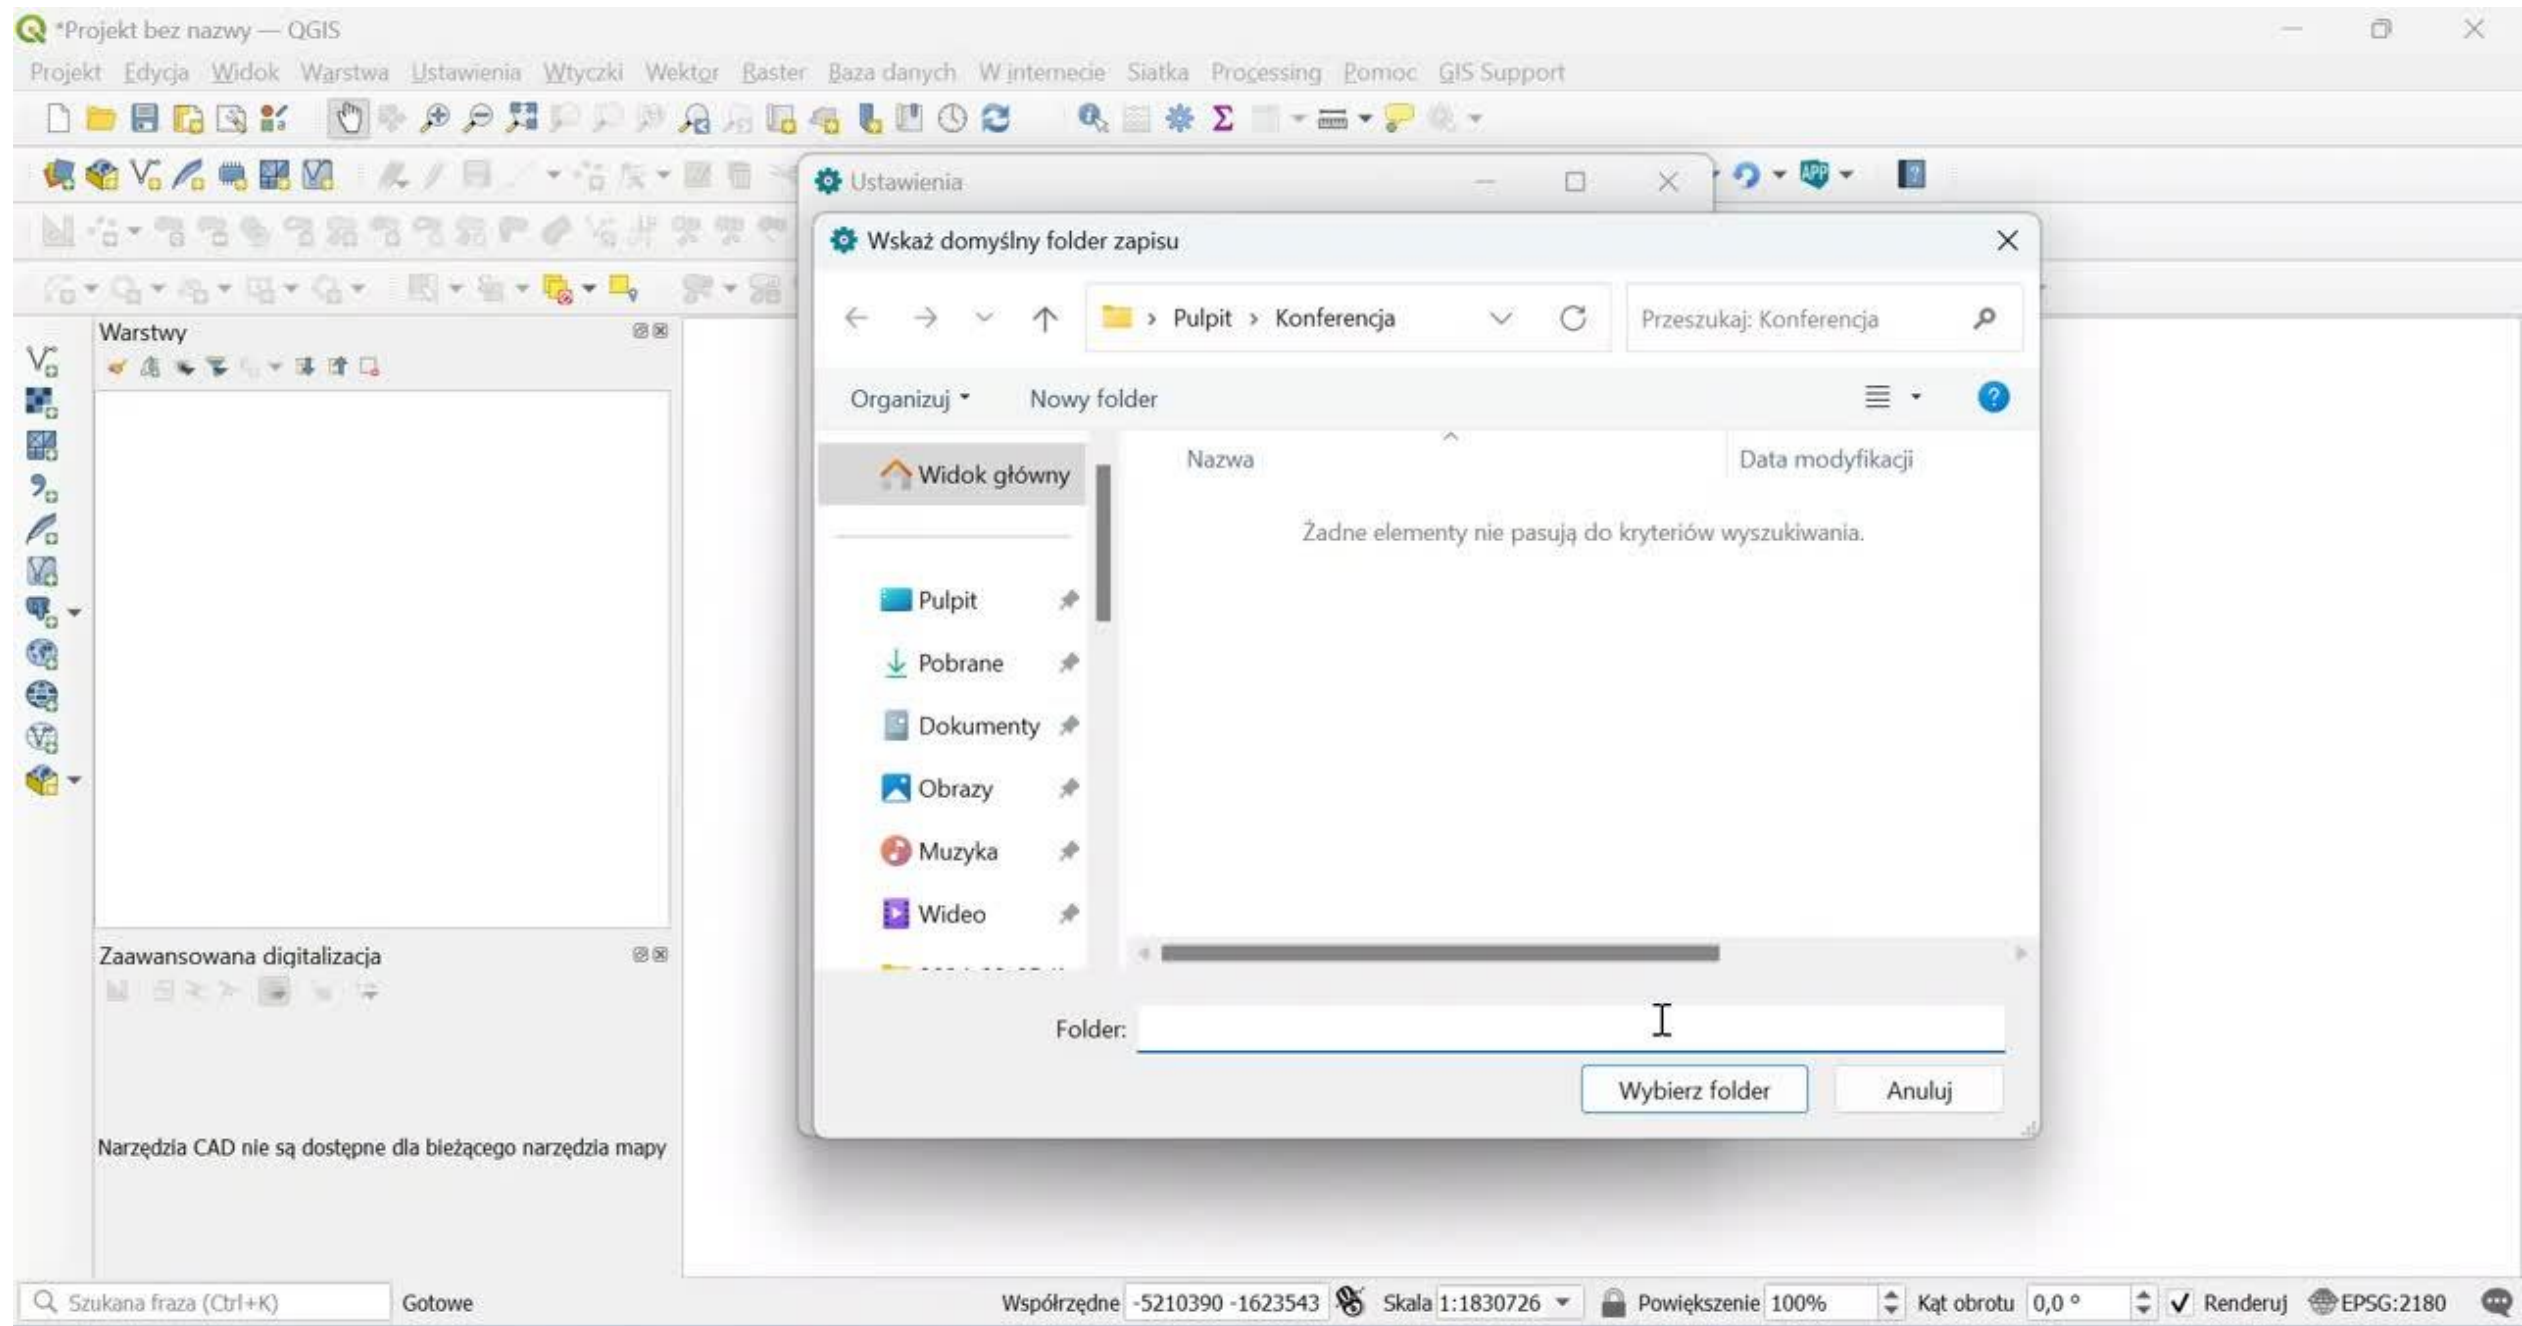 *Projekt bez nazwy — QGIS
Projekt Edycja Widok Warstwa Ustawienia Wtyczki Wektor Raster Baza danych W internecie Siatka Processing Pomoc GIS Support
APP
Ustawienia
Wskaż domyślny folder zapisu
Pulpit > Konferencja
Przeszukaj: Konferencja
Organizuj
Nowy folder
Warstwy
Widok główny
Nazwa
Data modyfikacji
Żadne elementy nie pasują do kryteriów wyszukiwania.
Pulpit
Pobrane
Dokumenty
Obrazy
Muzyka
Wideo
Zaawansowana digitalizacja
Folder:
Wybierz folder
Anuluj
Narzędzia CAD nie są dostępne dla bieżącego narzędzia mapy
Szukana fraza (Ctrl+K)
Gotowe
Współrzędne -5210390 -1623543
Skala 1:1830726
Powiększenie 100%
Kąt obrotu 0,0 °
Renderuj
EPSG:2180